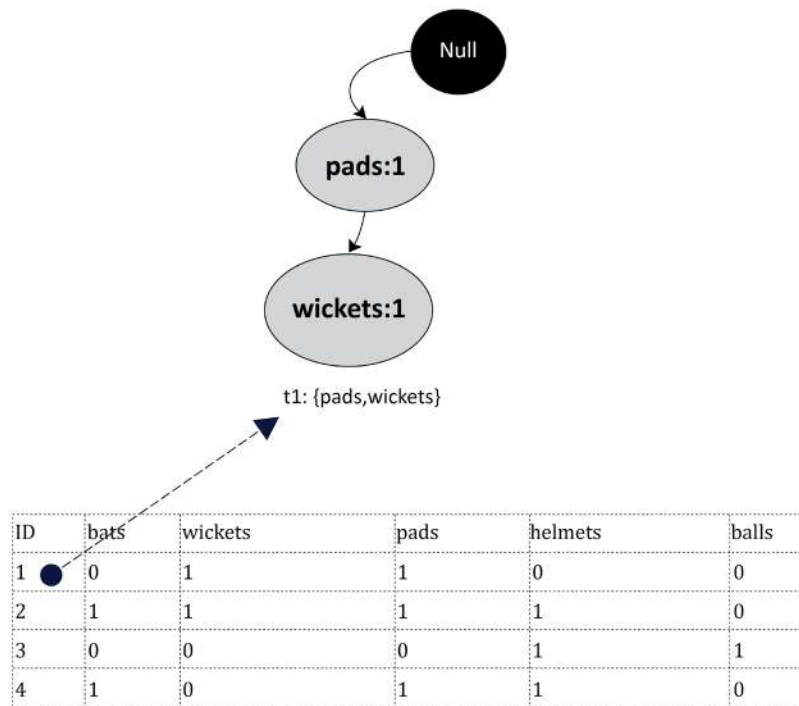 Null
pads:1
wickets:1
t1: {pads,wickets}
ID bats wickets pads helmets balls
1 0 1 1 0 0
2 1 1 1 1 0
3 0 0 0 1 1
4 1 0 1 1 0